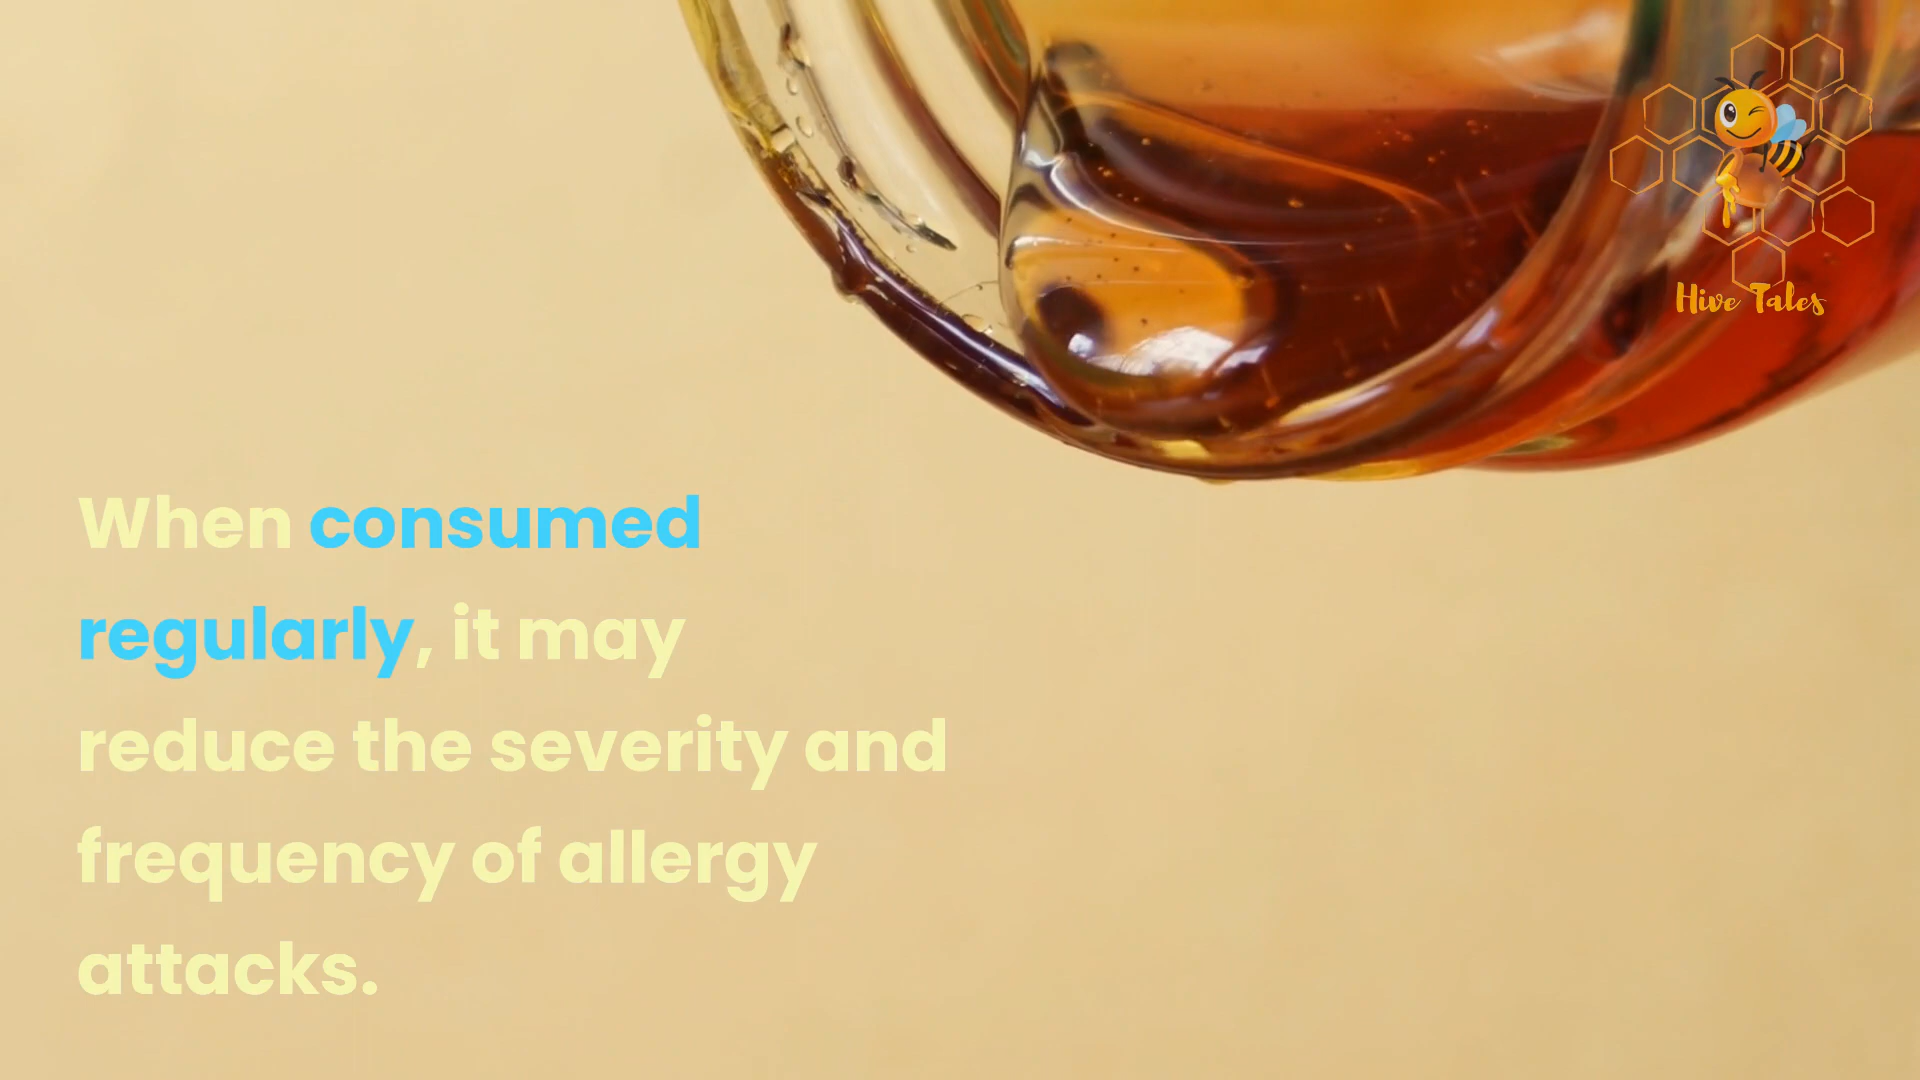 Hive Tales
When consumed
regularly, it may
reduce the severity and
frequency of allergy
attacks.